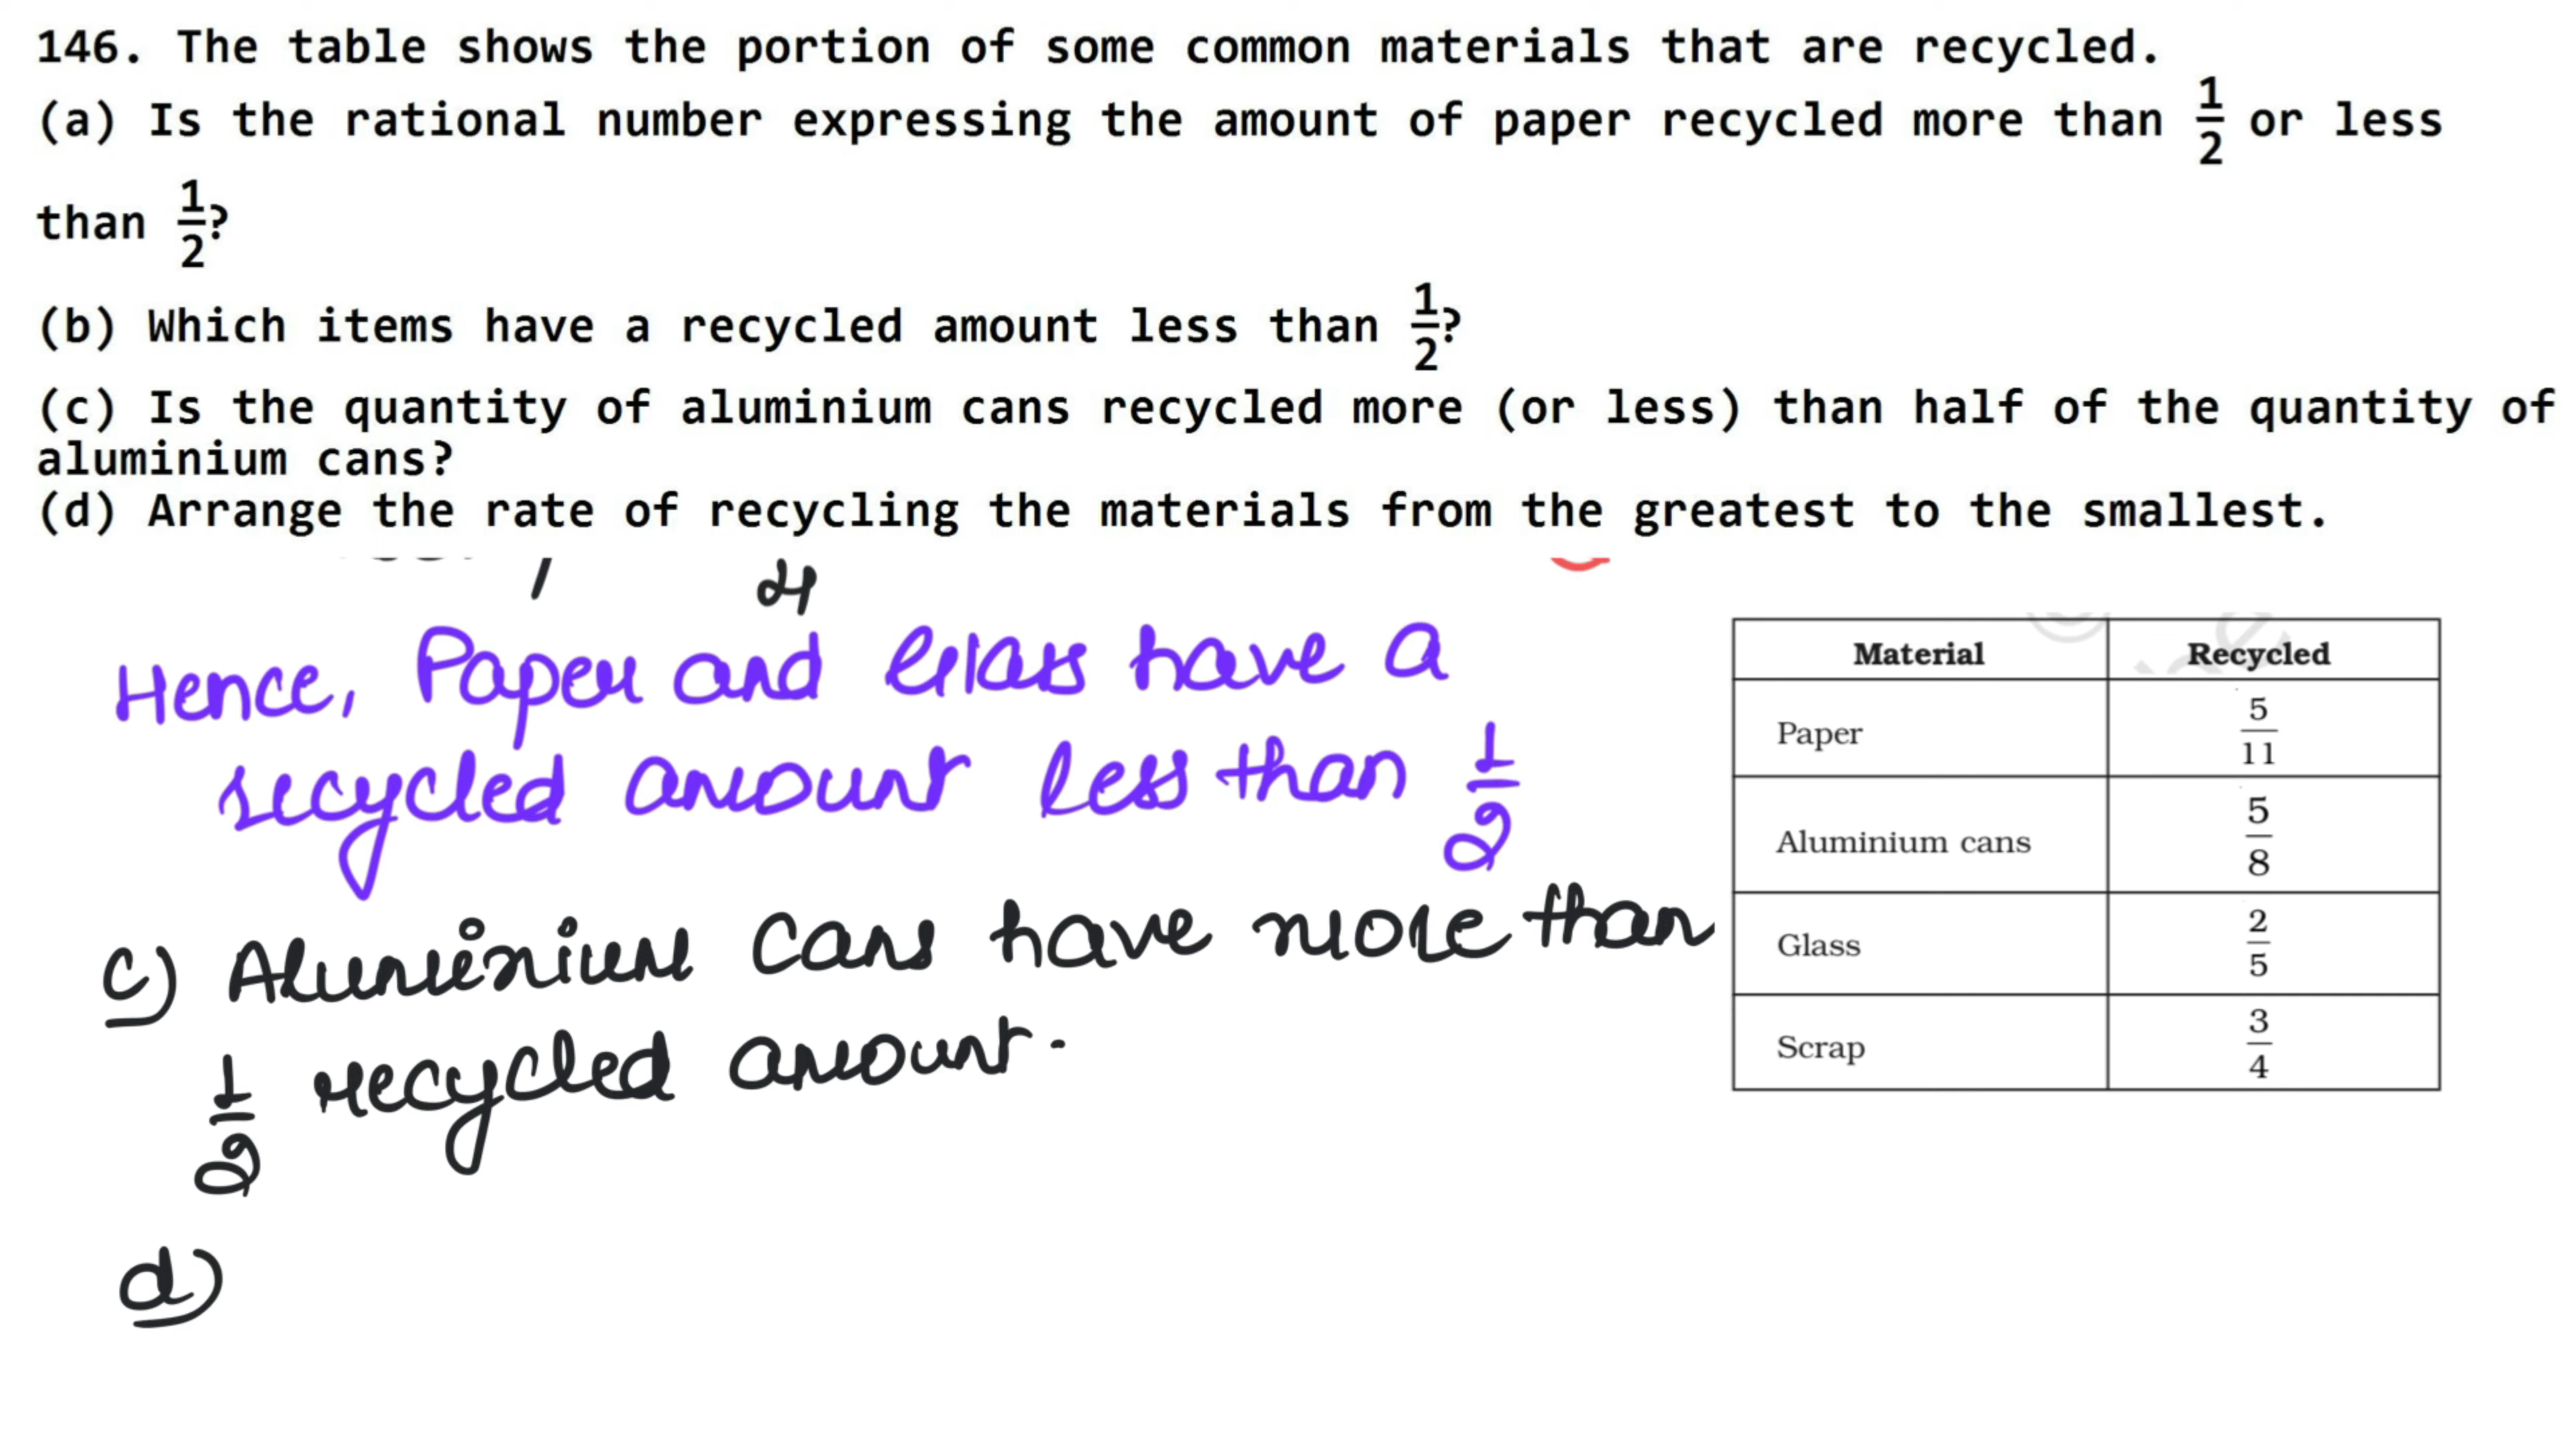 146. The table shows the portion of some common materials that are recycled.
(a) Is the rational number expressing the amount of paper recycled more than 1/2 or less
than 1/2?
(b) Which items have a recycled amount less than 1/2?
(c) Is the quantity of aluminium cans recycled more (or less) than half of the quantity of
aluminium cans?
(d) Arrange the rate of recycling the materials from the greatest to the smallest.
Hence, Paper and Glass have a
recycled amount less than 1/2
c) Aluminium cans have more than
1/2 recycled amount.
d)
Material Recycled
Paper 5/11
Aluminium cans 5/8
Glass 2/5
Scrap 3/4